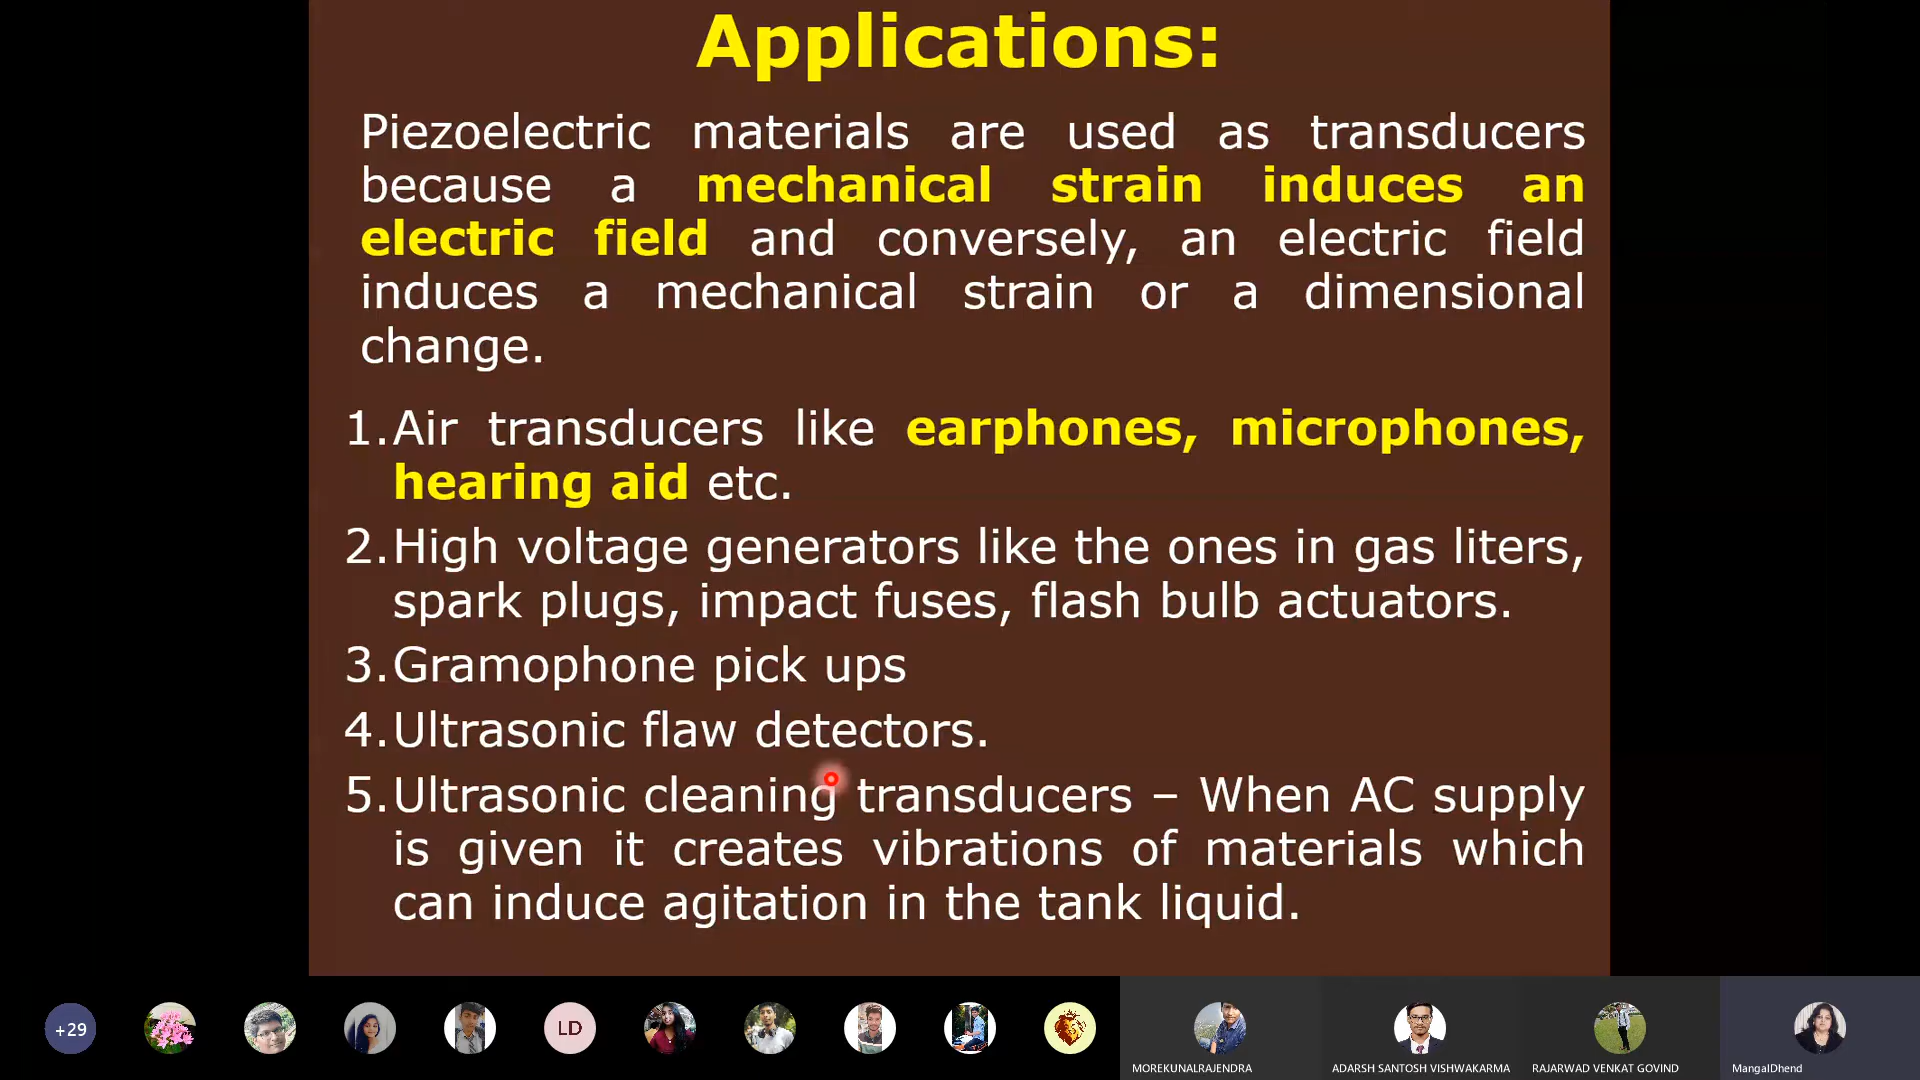 Applications:
Piezoelectric materials are used as transducers
because a mechanical strain induces an
electric field and conversely, an electric field
induces a mechanical strain or a dimensional
change.
1. Air transducers like earphones, microphones,
hearing aid etc.
2. High voltage generators like the ones in gas liters,
spark plugs, impact fuses, flash bulb actuators.
3. Gramophone pick ups
4. Ultrasonic flaw detectors.
5. Ultrasonic cleaning transducers – When AC supply
is given it creates vibrations of materials which
can induce agitation in the tank liquid.
+29
LD
MOREKUNALRAJENDRA
ADARSH SANTOSH VISHWAKARMA
RAJARWAD VENKAT GOVIND
MangalDhend